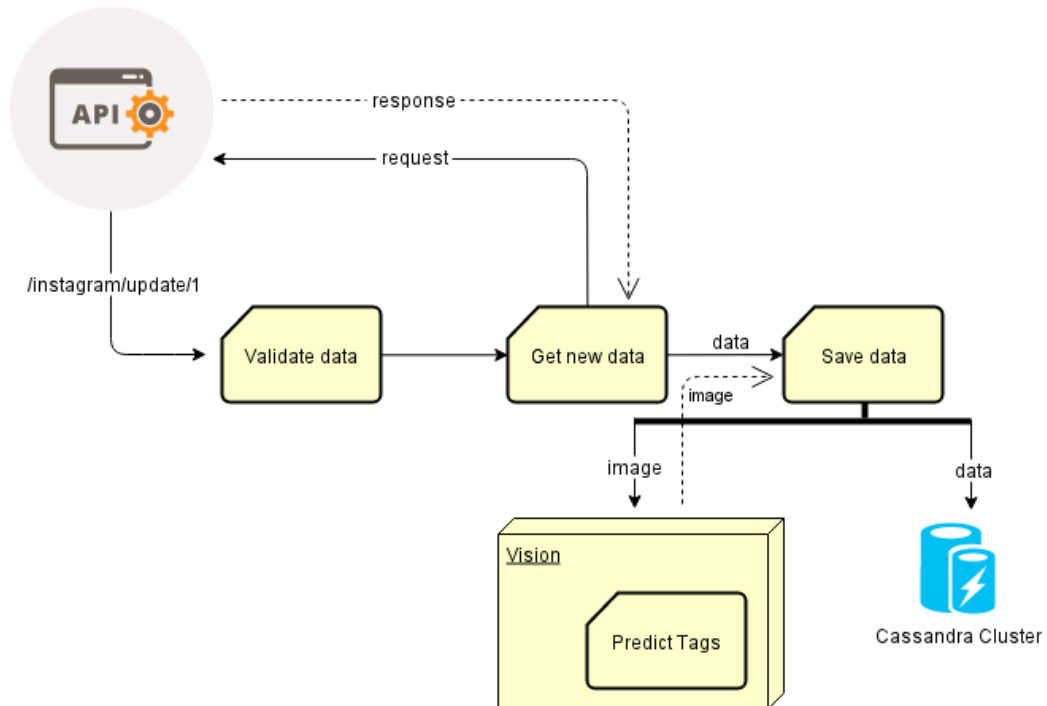 API
response
request
/instagram/update/1
Validate data
Get new data
data
Save data
image
image
data
Vision
Predict Tags
Cassandra Cluster